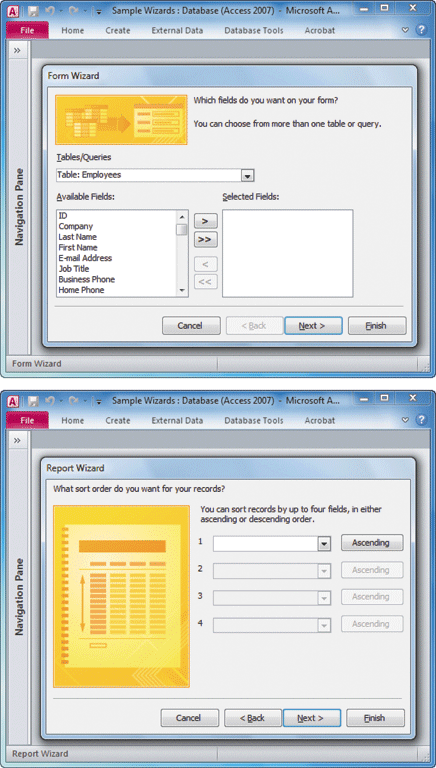 Sample Wizards : Database (Access 2007) - Microsoft A...
File Home Create External Data Database Tools Acrobat
Navigation Pane
Form Wizard
Which fields do you want on your form?
You can choose from more than one table or query.
Tables/Queries
Table: Employees
Available Fields: Selected Fields:
ID
Company
Last Name
First Name
E-mail Address
Job Title
Business Phone
Home Phone
>
>>
<
<<
Cancel < Back Next > Finish
Form Wizard
Sample Wizards : Database (Access 2007) - Microsoft A...
File Home Create External Data Database Tools Acrobat
Navigation Pane
Report Wizard
What sort order do you want for your records?
You can sort records by up to four fields, in either
ascending or descending order.
1 Ascending
2 Ascending
3 Ascending
4 Ascending
Cancel < Back Next > Finish
Report Wizard